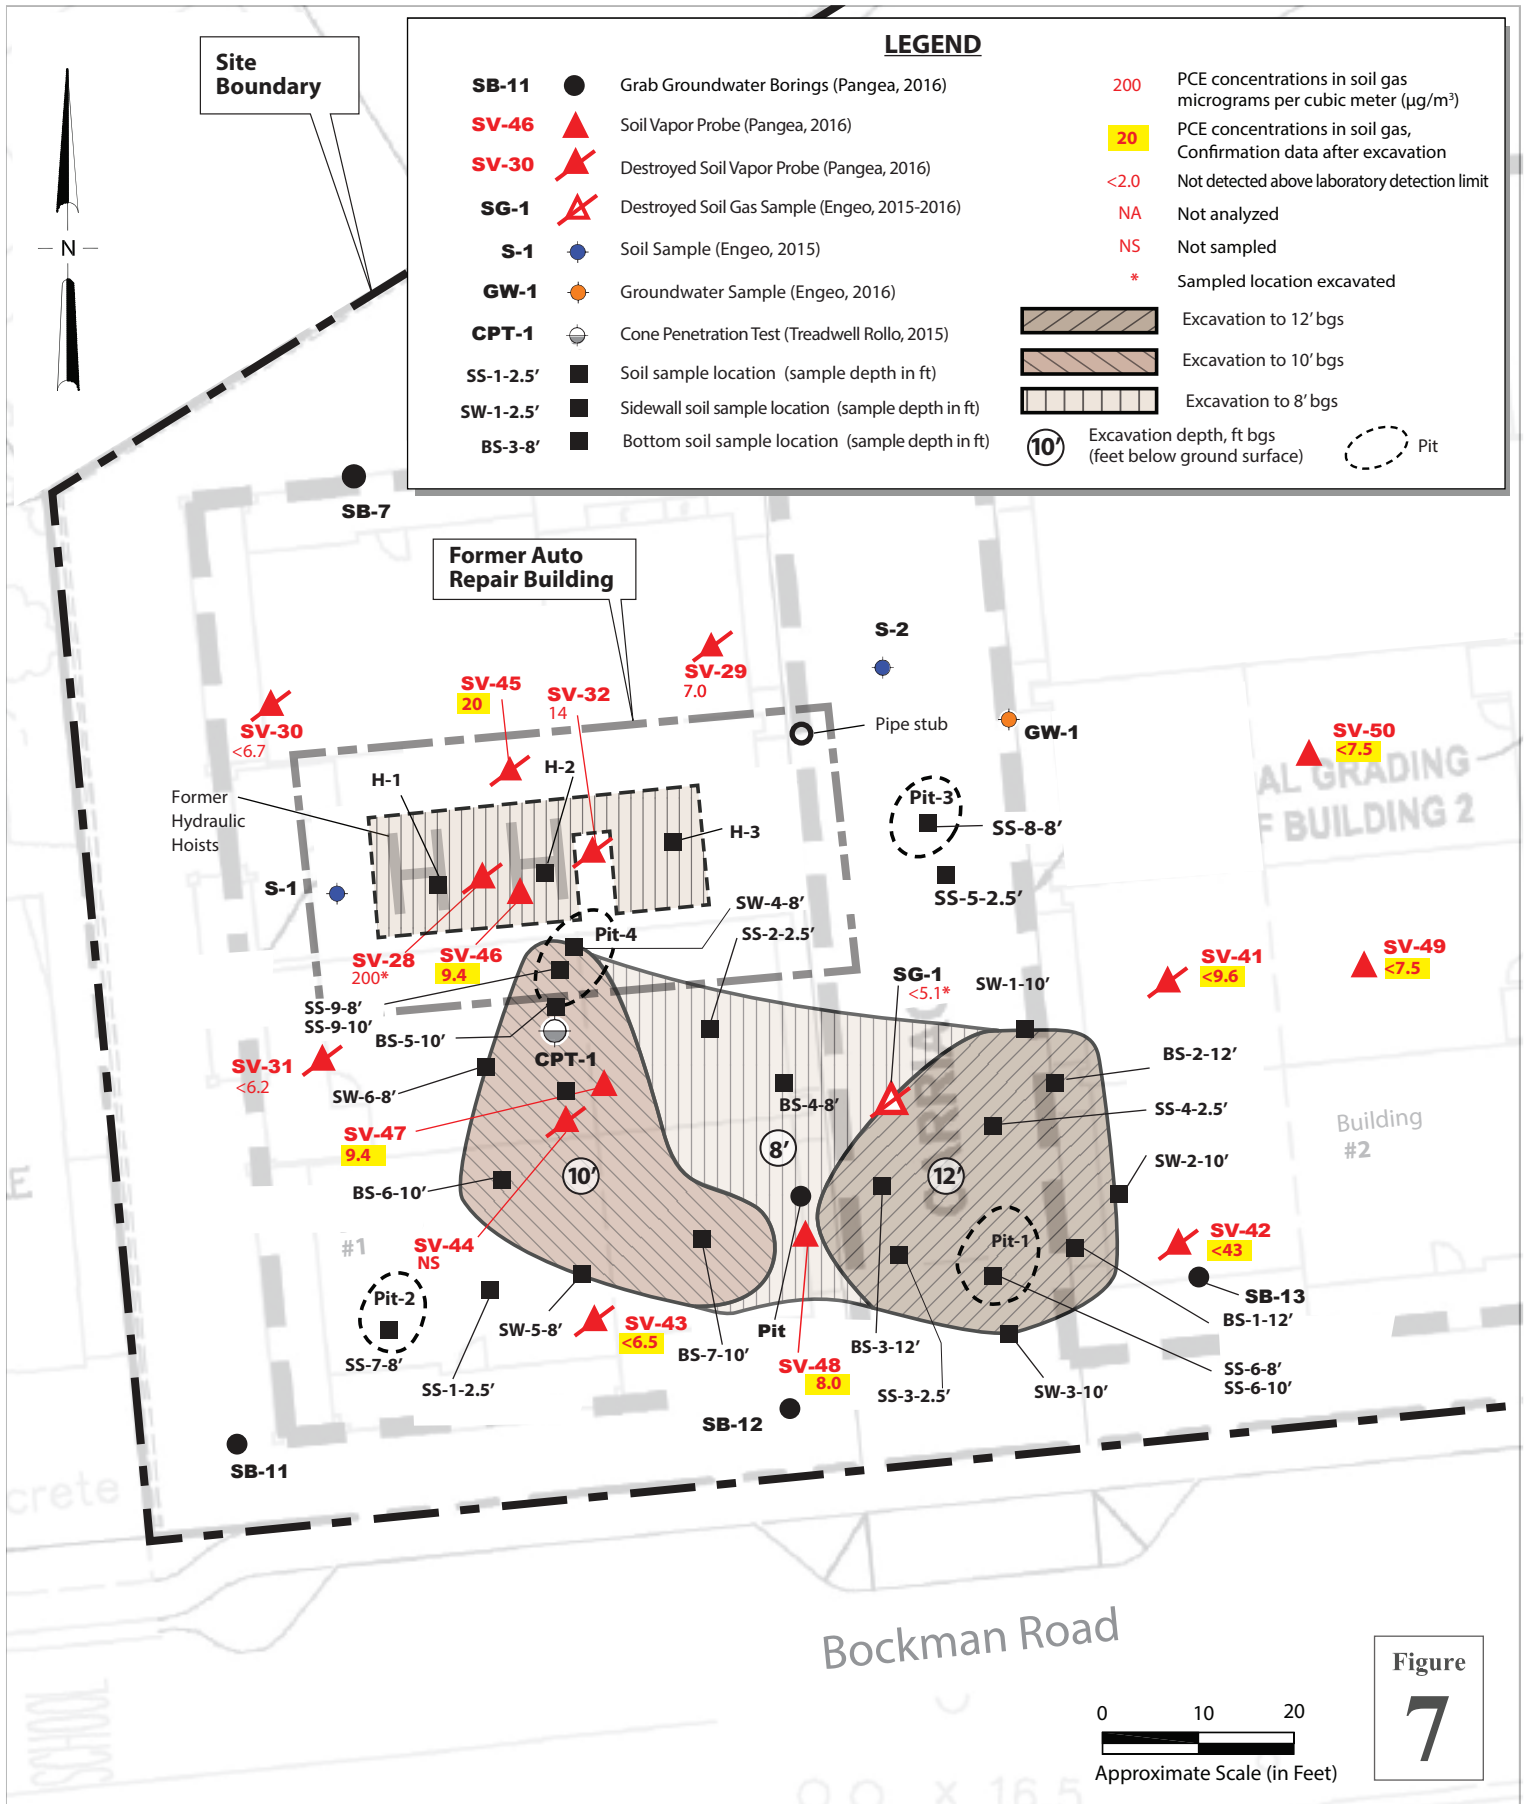 Site
Boundary
N
LEGEND
SB-11 Grab Groundwater Borings (Pangea, 2016)
SV-46 Soil Vapor Probe (Pangea, 2016)
SV-30 Destroyed Soil Vapor Probe (Pangea, 2016)
SG-1 Destroyed Soil Gas Sample (Engeo, 2015-2016)
S-1 Soil Sample (Engeo, 2015)
GW-1 Groundwater Sample (Engeo, 2016)
CPT-1 Cone Penetration Test (Treadwell Rollo, 2015)
SS-1-2.5' Soil sample location (sample depth in ft)
SW-1-2.5' Sidewall soil sample location (sample depth in ft)
BS-3-8' Bottom soil sample location (sample depth in ft)
200 PCE concentrations in soil gas
micrograms per cubic meter (µg/m³)
20 PCE concentrations in soil gas,
Confirmation data after excavation
<2.0 Not detected above laboratory detection limit
NA Not analyzed
NS Not sampled
* Sampled location excavated
Excavation to 12' bgs
Excavation to 10' bgs
Excavation to 8' bgs
10' Excavation depth, ft bgs
(feet below ground surface)
Pit
SB-7
Former Auto
Repair Building
S-2
SV-29
7.0
SV-45
20
SV-32
14
SV-30
<6.7
Pipe stub
GW-1
SV-50
<7.5
AL GRADING
F BUILDING 2
H-1
H-2
H-3
Former
Hydraulic
Hoists
Pit-3
SS-8-8'
SS-5-2.5'
S-1
SW-4-8'
SS-2-2.5'
Pit-4
SV-28
200*
SV-46
9.4
SG-1
<5.1*
SW-1-10'
SV-41
<9.6
SV-49
<7.5
SS-9-8'
SS-9-10'
BS-5-10'
CPT-1
SV-31
<6.2
SW-6-8'
BS-4-8'
BS-2-12'
SS-4-2.5'
SV-47
9.4
8'
10'
12'
Building
#2
SW-2-10'
BS-6-10'
#1
SV-44
NS
Pit-1
SV-42
<43
SB-13
BS-1-12'
Pit-2
SS-7-8'
SW-5-8'
SV-43
<6.5
BS-7-10'
Pit
BS-3-12'
SV-48
8.0
SS-1-2.5'
SS-3-2.5'
SW-3-10'
SS-6-8'
SS-6-10'
SB-12
SB-11
crete
Bockman Road
SCHOOL
X 16.5
0 10 20
Approximate Scale (in Feet)
Figure
7